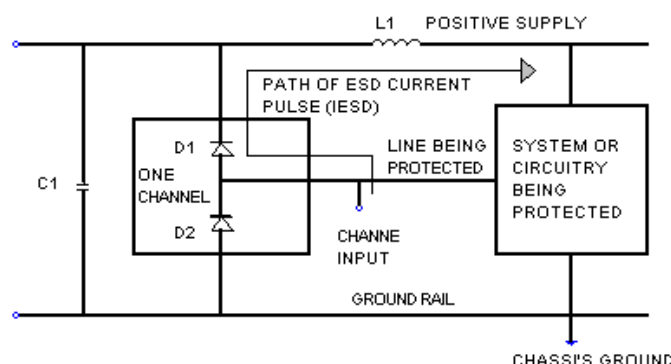 L1 POSITIVE SUPPLY
PATH OF ESD CURRENT
PULSE (IESD)
D1
ONE
CHANNEL
D2
C1
LINE BEING
PROTECTED
SYSTEM OR
CIRCUITRY
BEING
PROTECTED
CHANNE
INPUT
GROUND RAIL
CHASSI'S GROUND